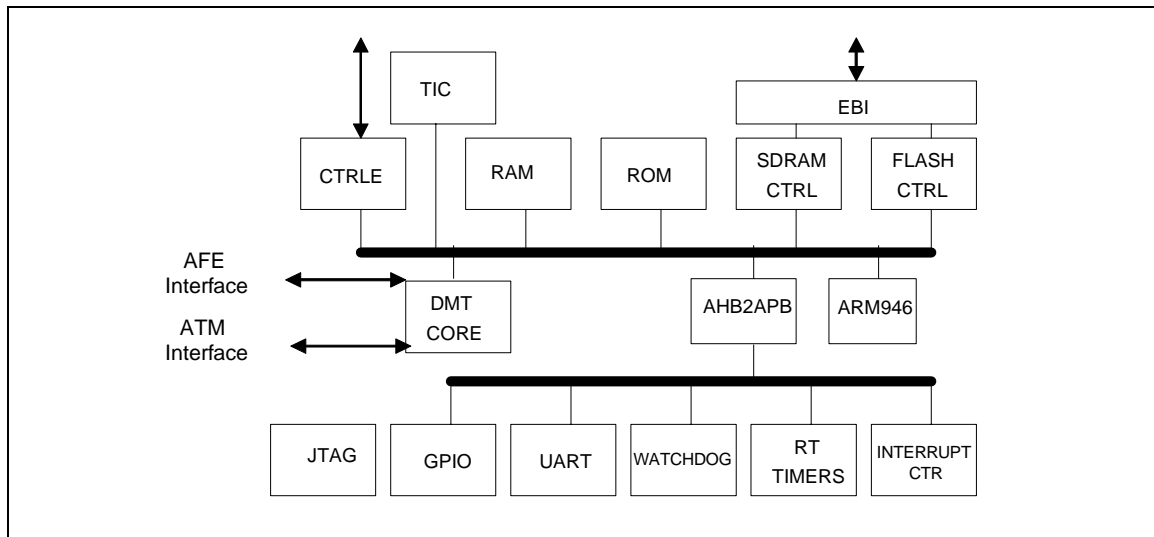 TIC
EBI
CTRLE
RAM
ROM
SDRAM
CTRL
FLASH
CTRL
AFE
Interface
ATM
Interface
DMT
CORE
AHB2APB
ARM946
JTAG
GPIO
UART
WATCHDOG
RT
TIMERS
INTERRUPT
CTR